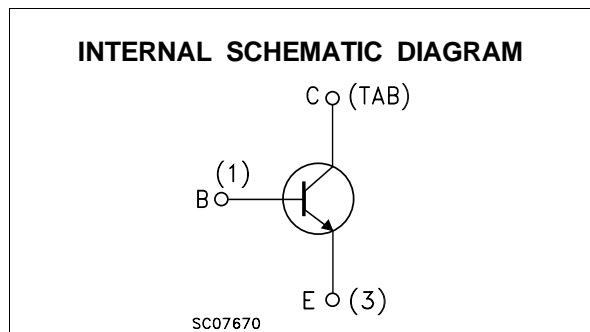 INTERNAL SCHEMATIC DIAGRAM
C (TAB)
(1)
B
E (3)
SC07670